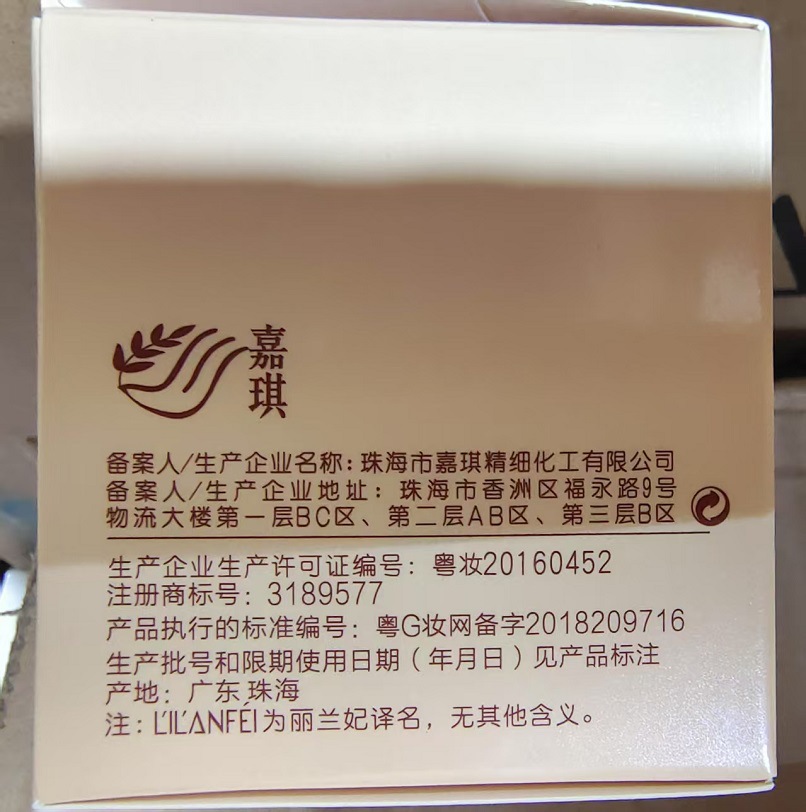 嘉琪
备案人/生产企业名称：珠海市嘉琪精细化工有限公司
备案人/生产企业地址：珠海市香洲区福永路9号
物流大楼第一层BC区、第二层AB区、第三层B区
生产企业生产许可证编号：粤妆20160452
注册商标号：3189577
产品执行的标准编号：粤G妆网备字2018209716
生产批号和限期使用日期（年月日）见产品标注
产地：广东珠海
注：L'IL'ANFÉI为丽兰妃译名，无其他含义。